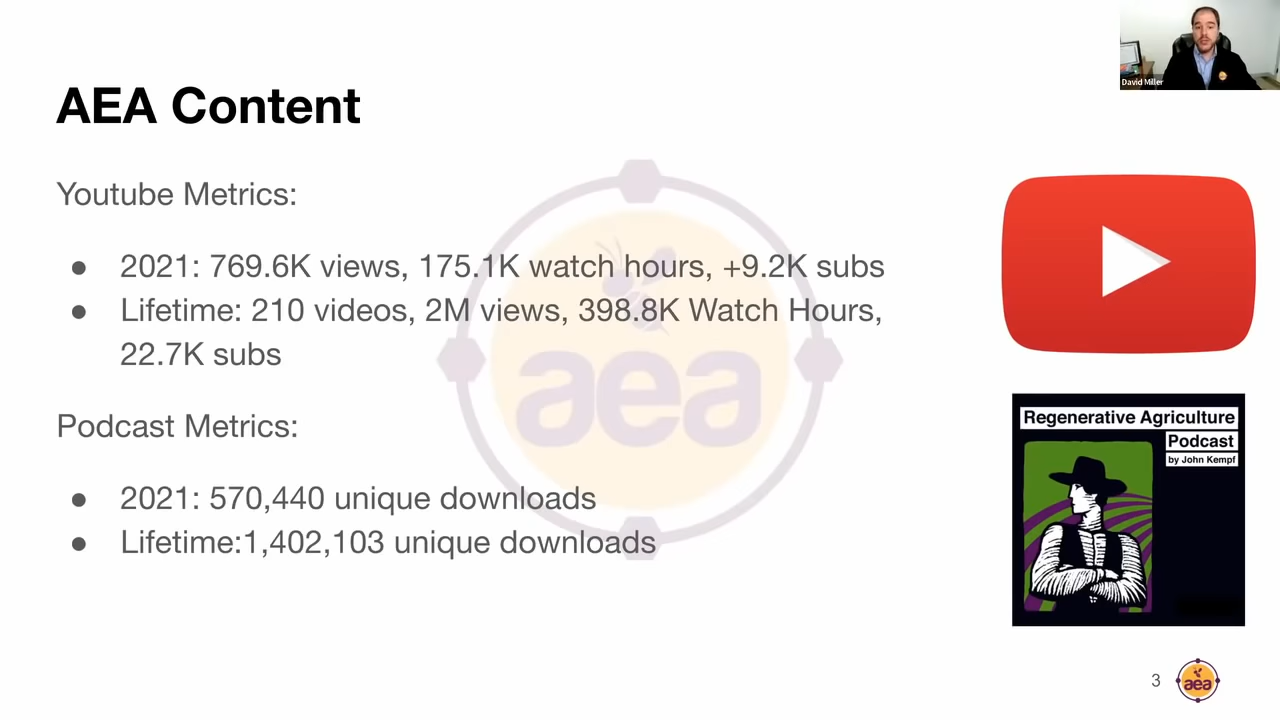 David Miller
AEA Content
Youtube Metrics:
● 2021: 769.6K views, 175.1K watch hours, +9.2K subs
● Lifetime: 210 videos, 2M views, 398.8K Watch Hours,
22.7K subs
Podcast Metrics:
● 2021: 570,440 unique downloads
● Lifetime:1,402,103 unique downloads
aea
Regenerative Agriculture
Podcast
by John Kempf
3
aea